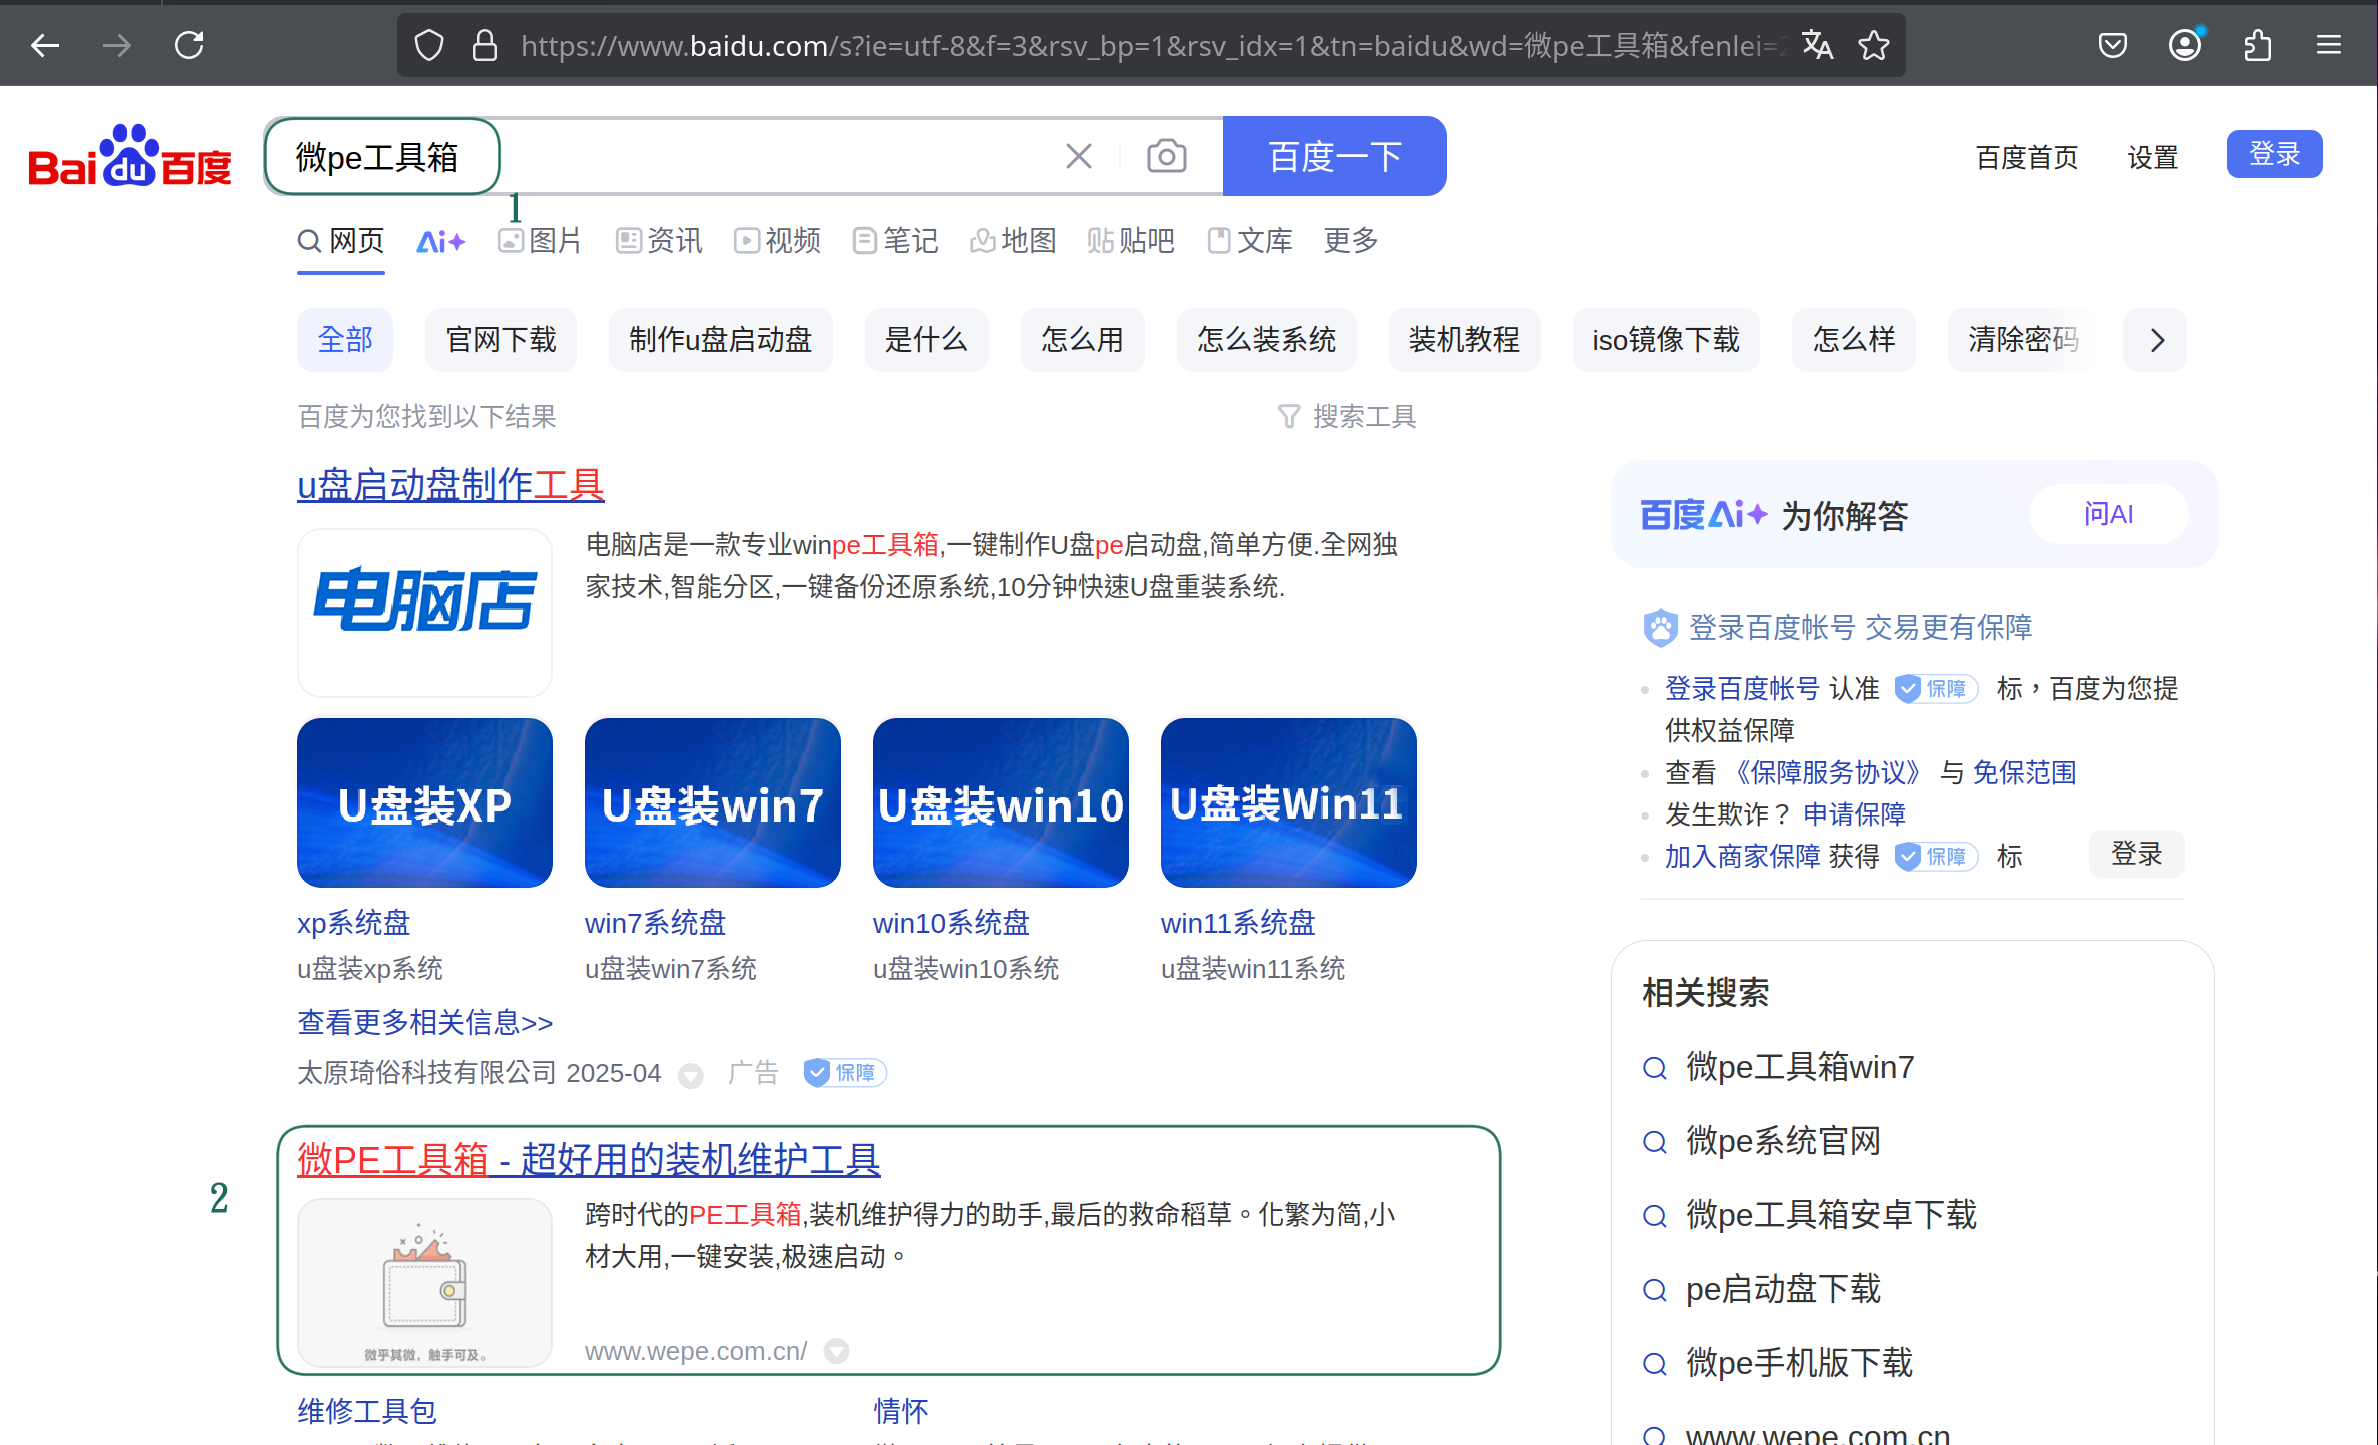 https://www.baidu.com/s?ie=utf-8&f=3&rsv_bp=1&rsv_idx=1&tn=baidu&wd=微pe工具箱&fenlei=2
Bai du 百度
微pe工具箱
百度一下
百度首页
设置
登录
1
网页
Ai+
图片
资讯
视频
笔记
地图
贴 贴吧
文库
更多
全部
官网下载
制作u盘启动盘
是什么
怎么用
怎么装系统
装机教程
iso镜像下载
怎么样
清除密码
百度为您找到以下结果
搜索工具
u盘启动盘制作工具
电脑店
电脑店是一款专业winpe工具箱,一键制作U盘pe启动盘,简单方便.全网独
家技术,智能分区,一键备份还原系统,10分钟快速U盘重装系统.
U盘装XP
U盘装win7
U盘装win10
U盘装Win11
xp系统盘
win7系统盘
win10系统盘
win11系统盘
u盘装xp系统
u盘装win7系统
u盘装win10系统
u盘装win11系统
查看更多相关信息>>
太原琦俗科技有限公司 2025-04
广告
保障
2
微PE工具箱 - 超好用的装机维护工具
跨时代的PE工具箱,装机维护得力的助手,最后的救命稻草。化繁为简,小
材大用,一键安装,极速启动。
微乎其微，触手可及。
www.wepe.com.cn/
维修工具包
情怀
百度Ai+ 为你解答
问AI
登录百度帐号 交易更有保障
登录百度帐号 认准 保障 标，百度为您提
供权益保障
查看《保障服务协议》与 免保范围
发生欺诈？ 申请保障
加入商家保障 获得 保障 标
登录
相关搜索
微pe工具箱win7
微pe系统官网
微pe工具箱安卓下载
pe启动盘下载
微pe手机版下载
www.wepe.com.cn